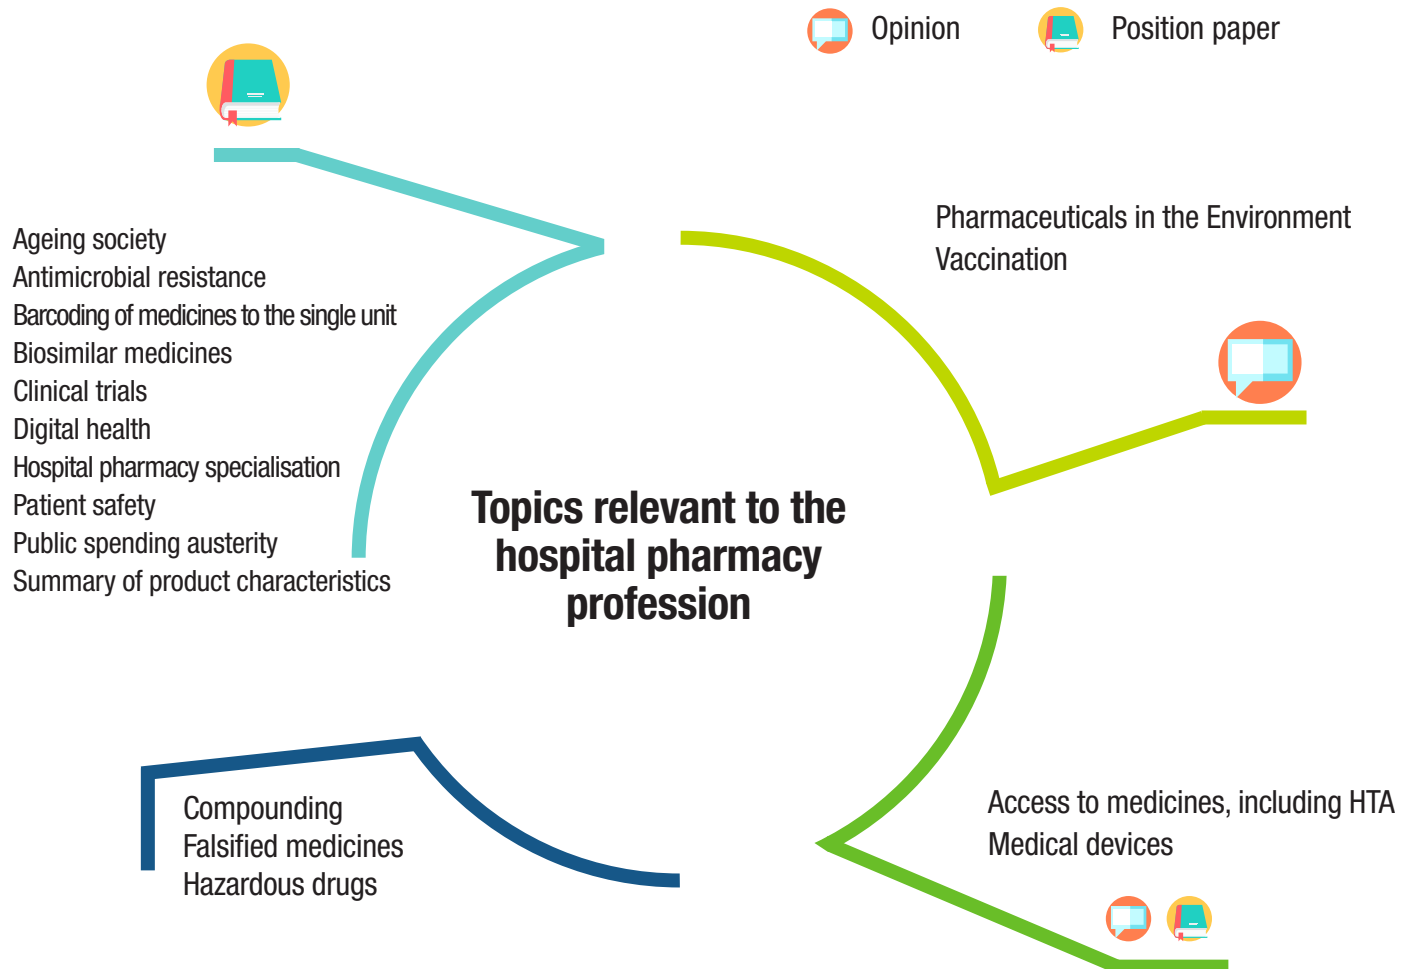 Opinion
Position paper
Ageing society
Antimicrobial resistance
Barcoding of medicines to the single unit
Biosimilar medicines
Clinical trials
Digital health
Hospital pharmacy specialisation
Patient safety
Public spending austerity
Summary of product characteristics
Pharmaceuticals in the Environment
Vaccination
Topics relevant to the
hospital pharmacy
profession
Compounding
Falsified medicines
Hazardous drugs
Access to medicines, including HTA
Medical devices